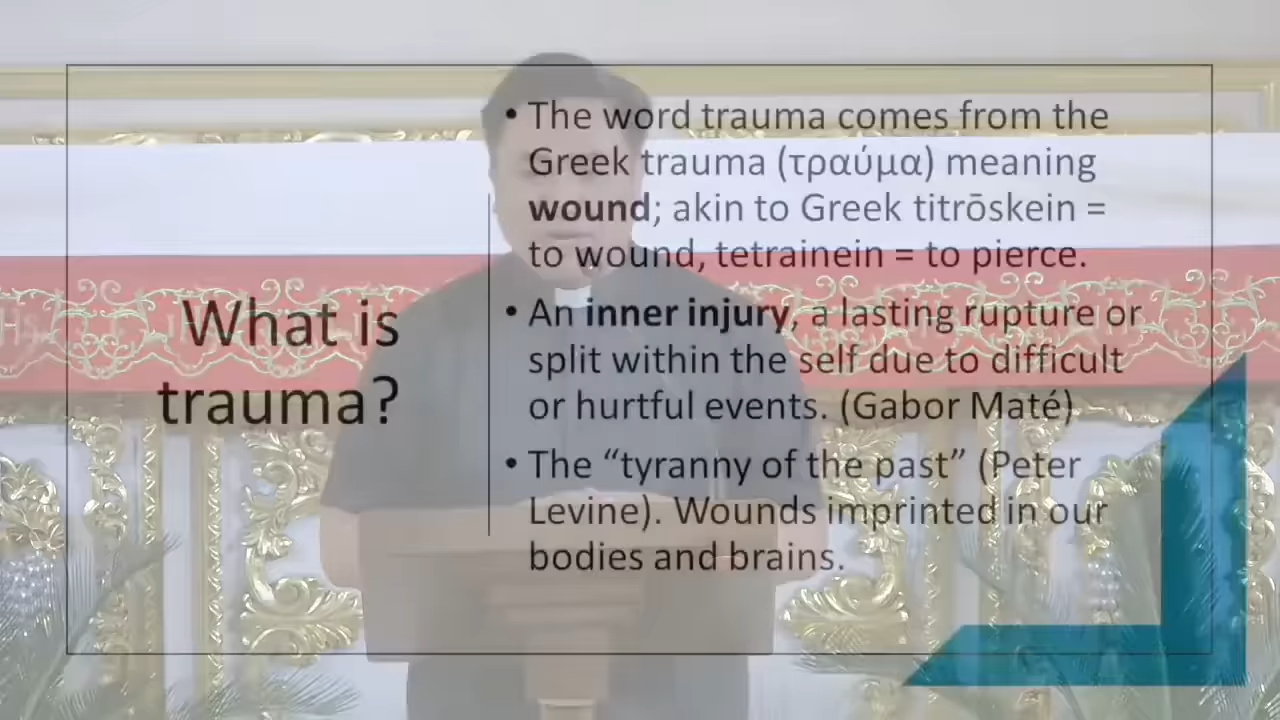 What is
trauma?
• The word trauma comes from the
Greek trauma (τραύμα) meaning
wound; akin to Greek titrōskein =
to wound, tetrainein = to pierce.
• An inner injury, a lasting rupture or
split within the self due to difficult
or hurtful events. (Gabor Maté)
• The “tyranny of the past” (Peter
Levine). Wounds imprinted in our
bodies and brains.